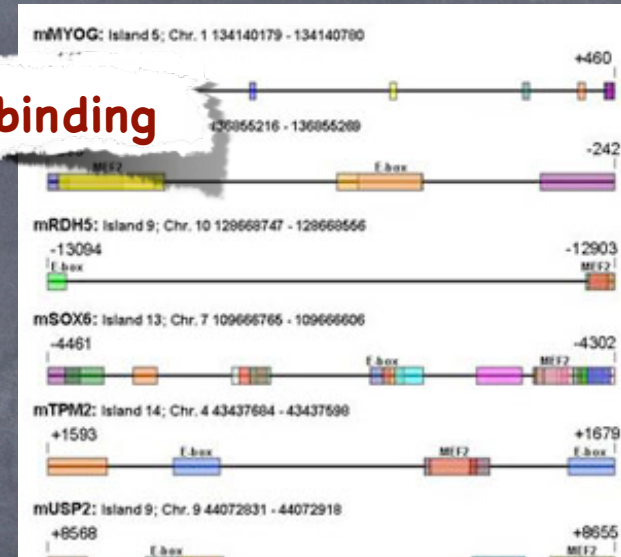 mMYOG: Island 5; Chr. 1 134140179 - 134140780
+460
binding
136855216 - 136855269
-242
MEF2 E-box
mRDH5: Island 9; Chr. 10 128668747 - 128668556
-13094 -12903
E-box MEF2
mSOX6: Island 13; Chr. 7 109666765 - 109666606
-4461 -4302
E-box MEF2
mTPM2: Island 14; Chr. 4 43437684 - 43437598
+1593 +1679
E-box MEF2 E-box
mUSP2: Island 9; Chr. 9 44072831 - 44072918
+8568 +8655
E-box MEF2